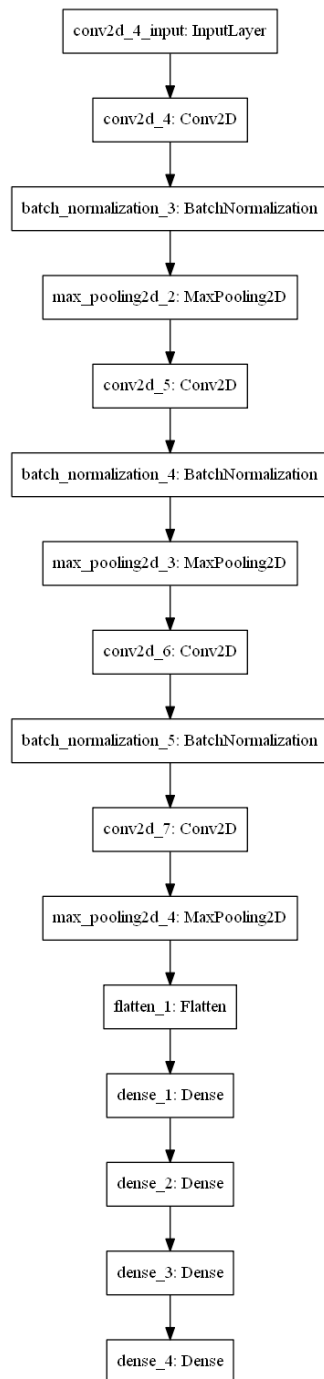 conv2d_4_input: InputLayer
conv2d_4: Conv2D
batch_normalization_3: BatchNormalization
max_pooling2d_2: MaxPooling2D
conv2d_5: Conv2D
batch_normalization_4: BatchNormalization
max_pooling2d_3: MaxPooling2D
conv2d_6: Conv2D
batch_normalization_5: BatchNormalization
conv2d_7: Conv2D
max_pooling2d_4: MaxPooling2D
flatten_1: Flatten
dense_1: Dense
dense_2: Dense
dense_3: Dense
dense_4: Dense